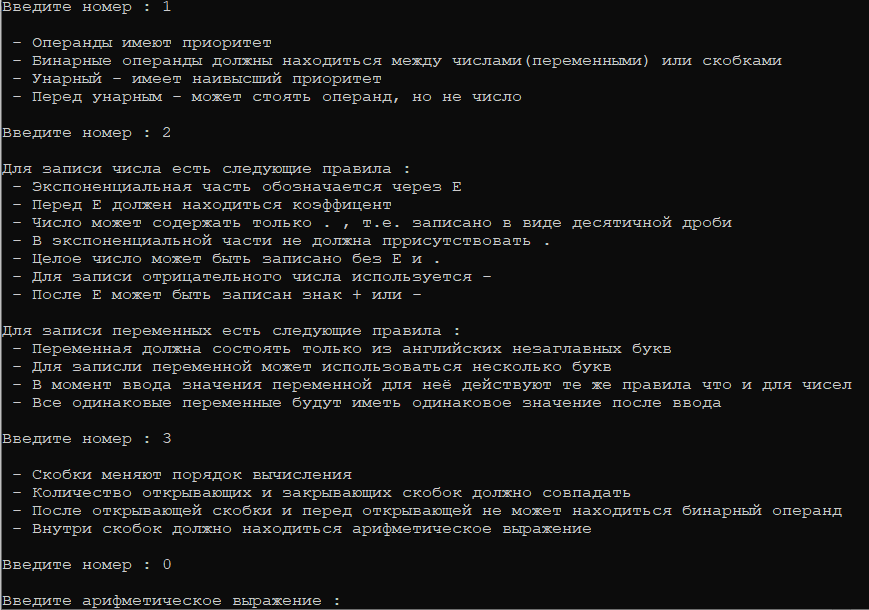 Введите номер : 1
- Операнды имеют приоритет
- Бинарные операнды должны находиться между числами(переменными) или скобками
- Унарный - имеет наивысший приоритет
- Перед унарным - может стоять операнд, но не число
Введите номер : 2
Для записи числа есть следующие правила :
- Экспоненциальная часть обозначается через Е
- Перед Е должен находиться коэффицент
- Число может содержать только . , т.е. записано в виде десятичной дроби
- В экспоненциальной части не должна пррисутствовать .
- Целое число может быть записано без Е и .
- Для записи отрицательного числа используется -
- После Е может быть записан знак + или -
Для записи переменных есть следующие правила :
- Переменная должна состоять только из английских незаглавных букв
- Для записли переменной может использоваться несколько букв
- В момент ввода значения переменной для неё действуют те же правила что и для чисел
- Все одинаковые переменные будут иметь одинаковое значение после ввода
Введите номер : 3
- Скобки меняют порядок вычисления
- Количество открывающих и закрывающих скобок должно совпадать
- После открывающей скобки и перед открывающей не может находиться бинарный операнд
- Внутри скобок должно находиться арифметическое выражение
Введите номер : 0
Введите арифметическое выражение :